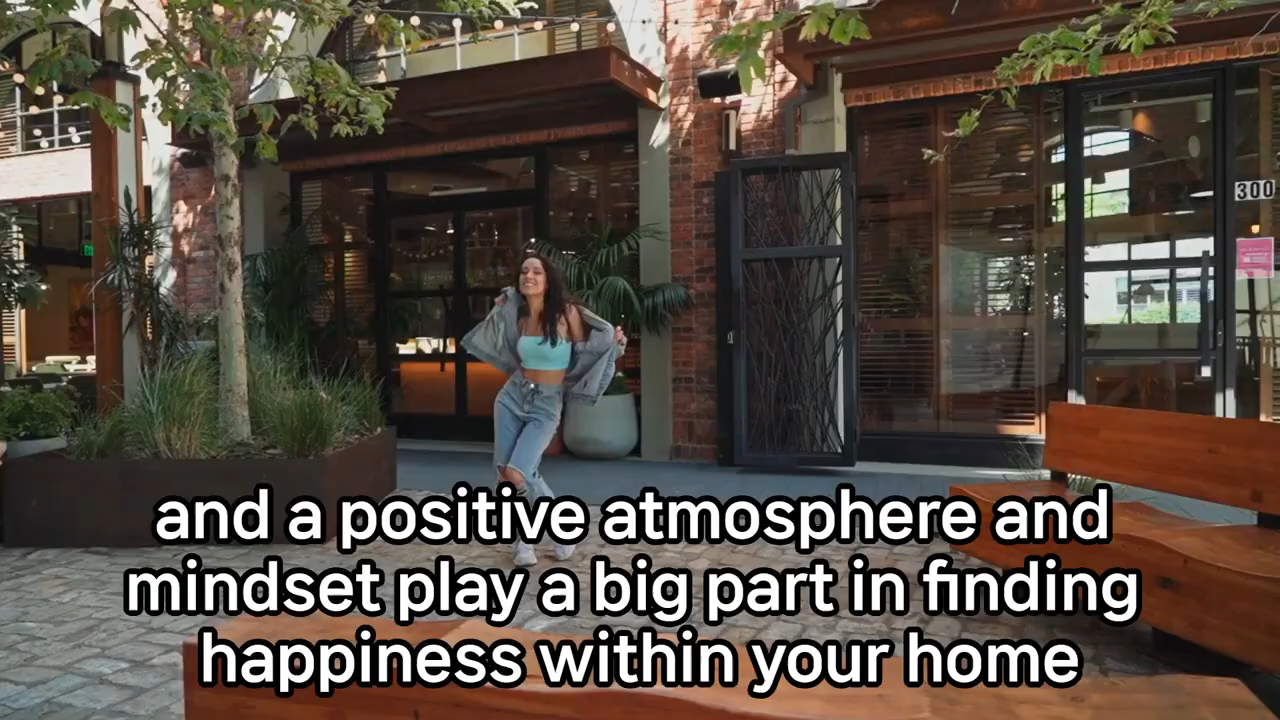 300
and a positive atmosphere and
mindset play a big part in finding
happiness within your home